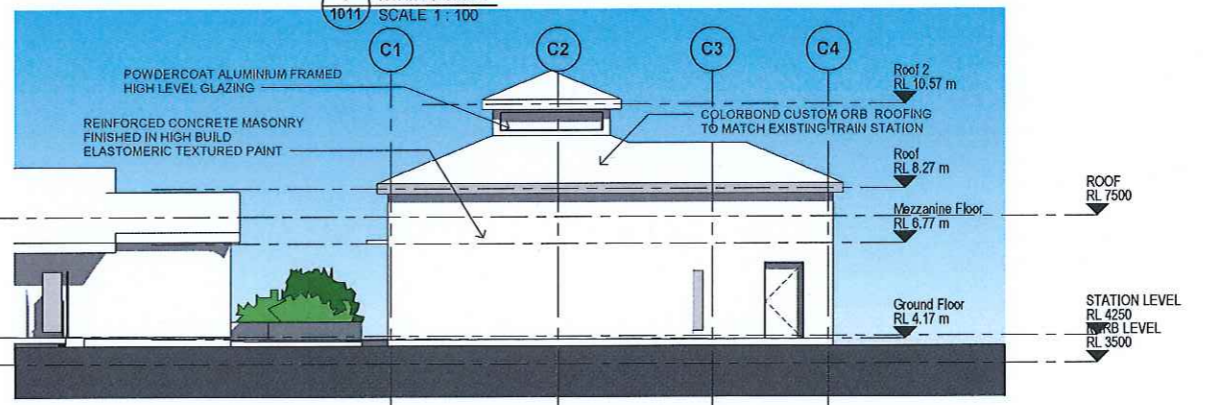 1011 SCALE 1 : 100
C1 C2 C3 C4
POWDERCOAT ALUMINIUM FRAMED
HIGH LEVEL GLAZING
Roof 2
RL 10.57 m
REINFORCED CONCRETE MASONRY
FINISHED IN HIGH BUILD
ELASTOMERIC TEXTURED PAINT
COLORBOND CUSTOM ORB ROOFING
TO MATCH EXISTING TRAIN STATION
Roof
RL 8.27 m
ROOF
RL 7500
Mezzanine Floor
RL 6.77 m
Ground Floor
RL 4.17 m
STATION LEVEL
RL 4250
LEVEL
RL 3500